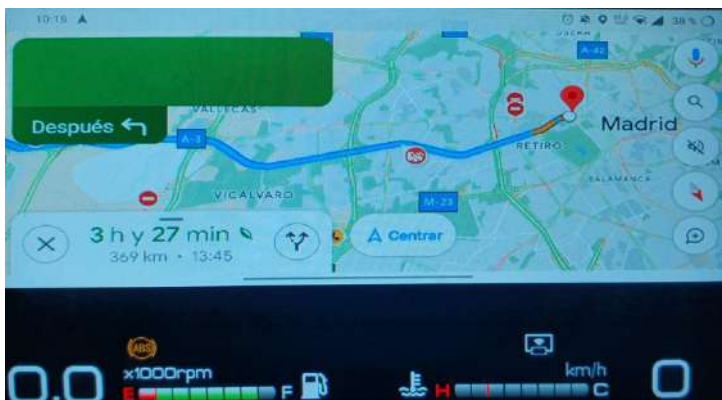 10:18
38 %
A-42
Después
VALLECAS
A-3
Madrid
RETIRO
SALAMANCA
VICÁLVARO
M-23
3 h y 27 min
369 km • 13:45
Centrar
ABS
x1000rpm
km/h
0.0
E
F
H
C
0